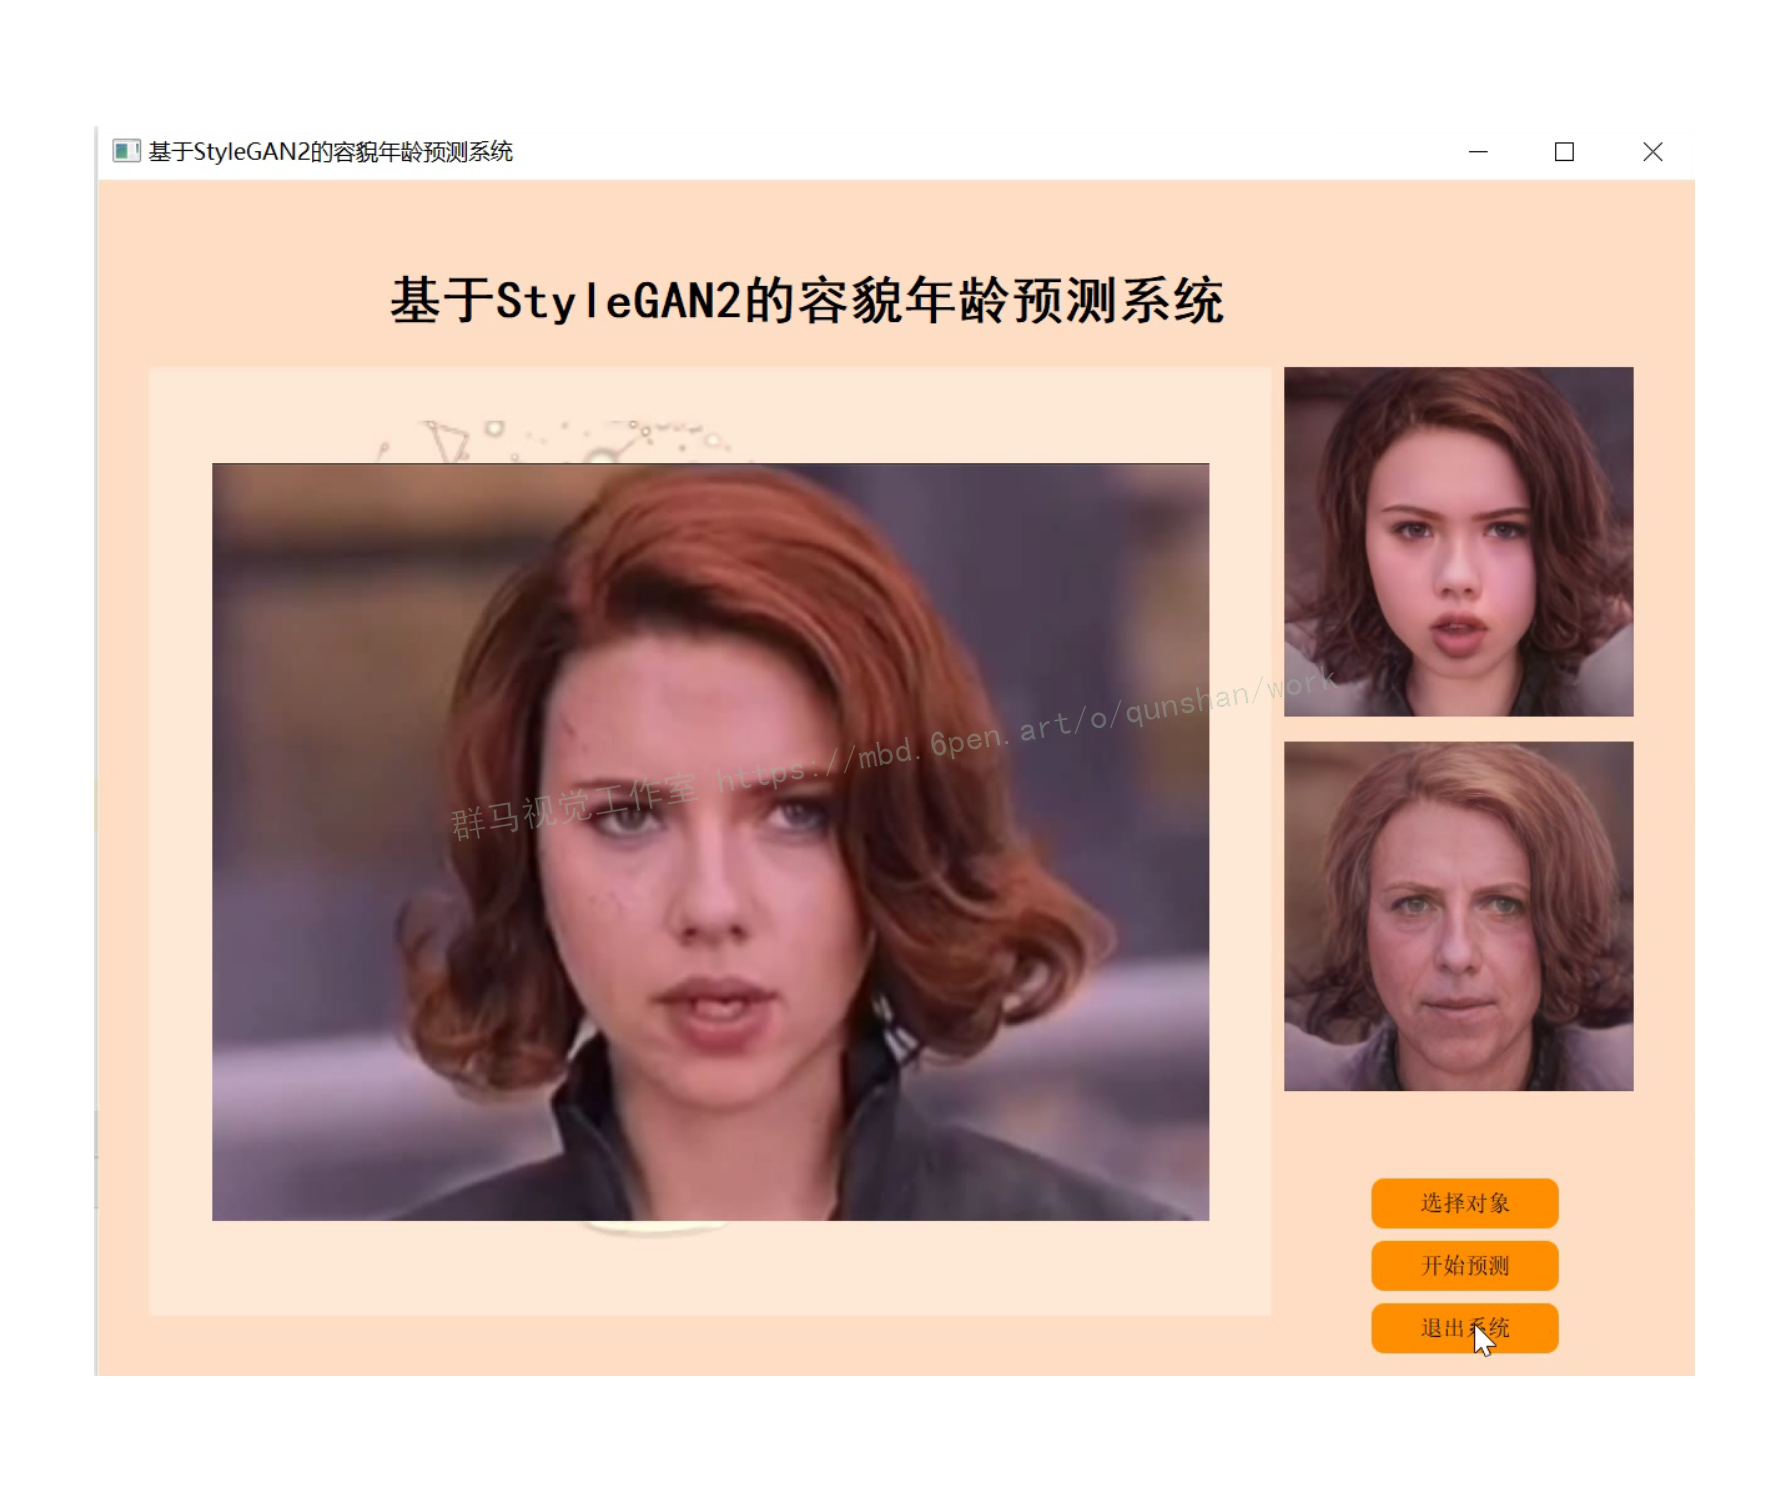 基于StyleGAN2的容貌年龄预测系统
基于StyleGAN2的容貌年龄预测系统
群马视觉工作室 https://mbd.6pen.art/o/qunshan/work
选择对象
开始预测
退出系统